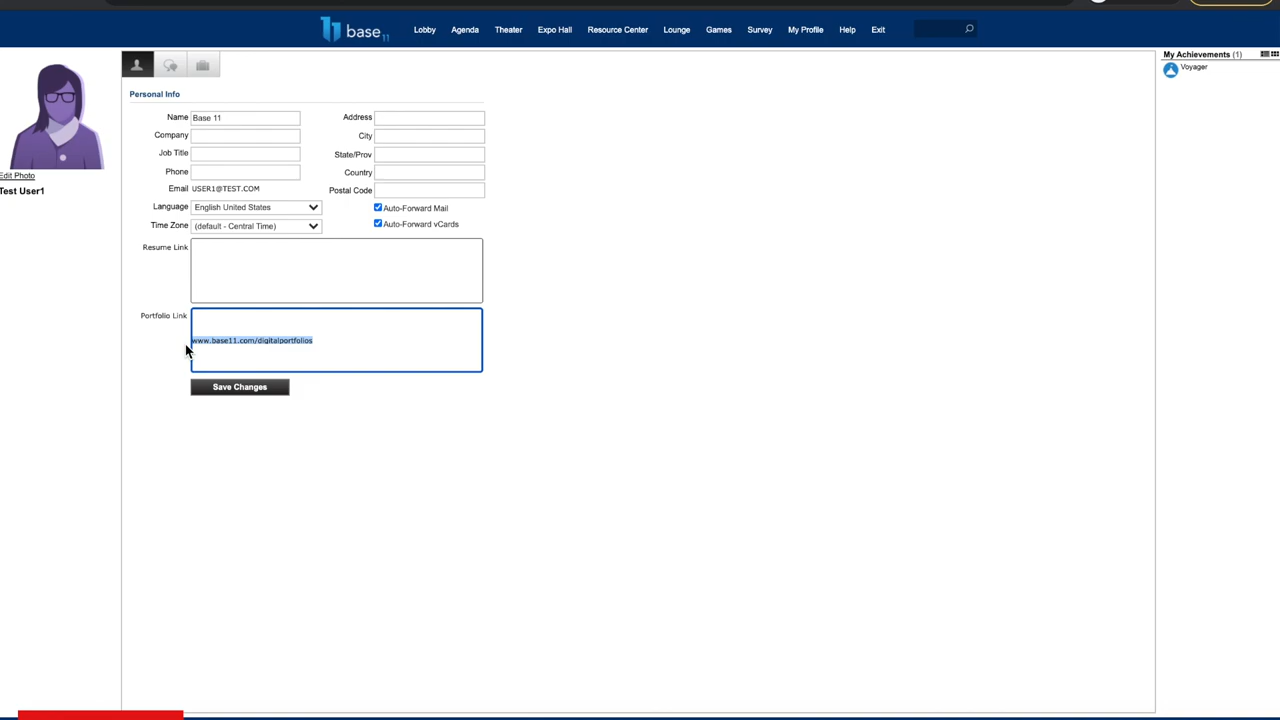 base 11 Lobby Agenda Theater Expo Hall Resource Center Lounge Games Survey My Profile Help Exit
My Achievements (1)
Voyager
Edit Photo
Test User1
Personal Info
Name Base 11 Address
Company City
Job Title State/Prov
Phone Country
Email USER1@TEST.COM Postal Code
Language English United States Auto-Forward Mail
Time Zone (default - Central Time) Auto-Forward vCards
Resume Link
Portfolio Link
www.base11.com/digitalportfolios
Save Changes